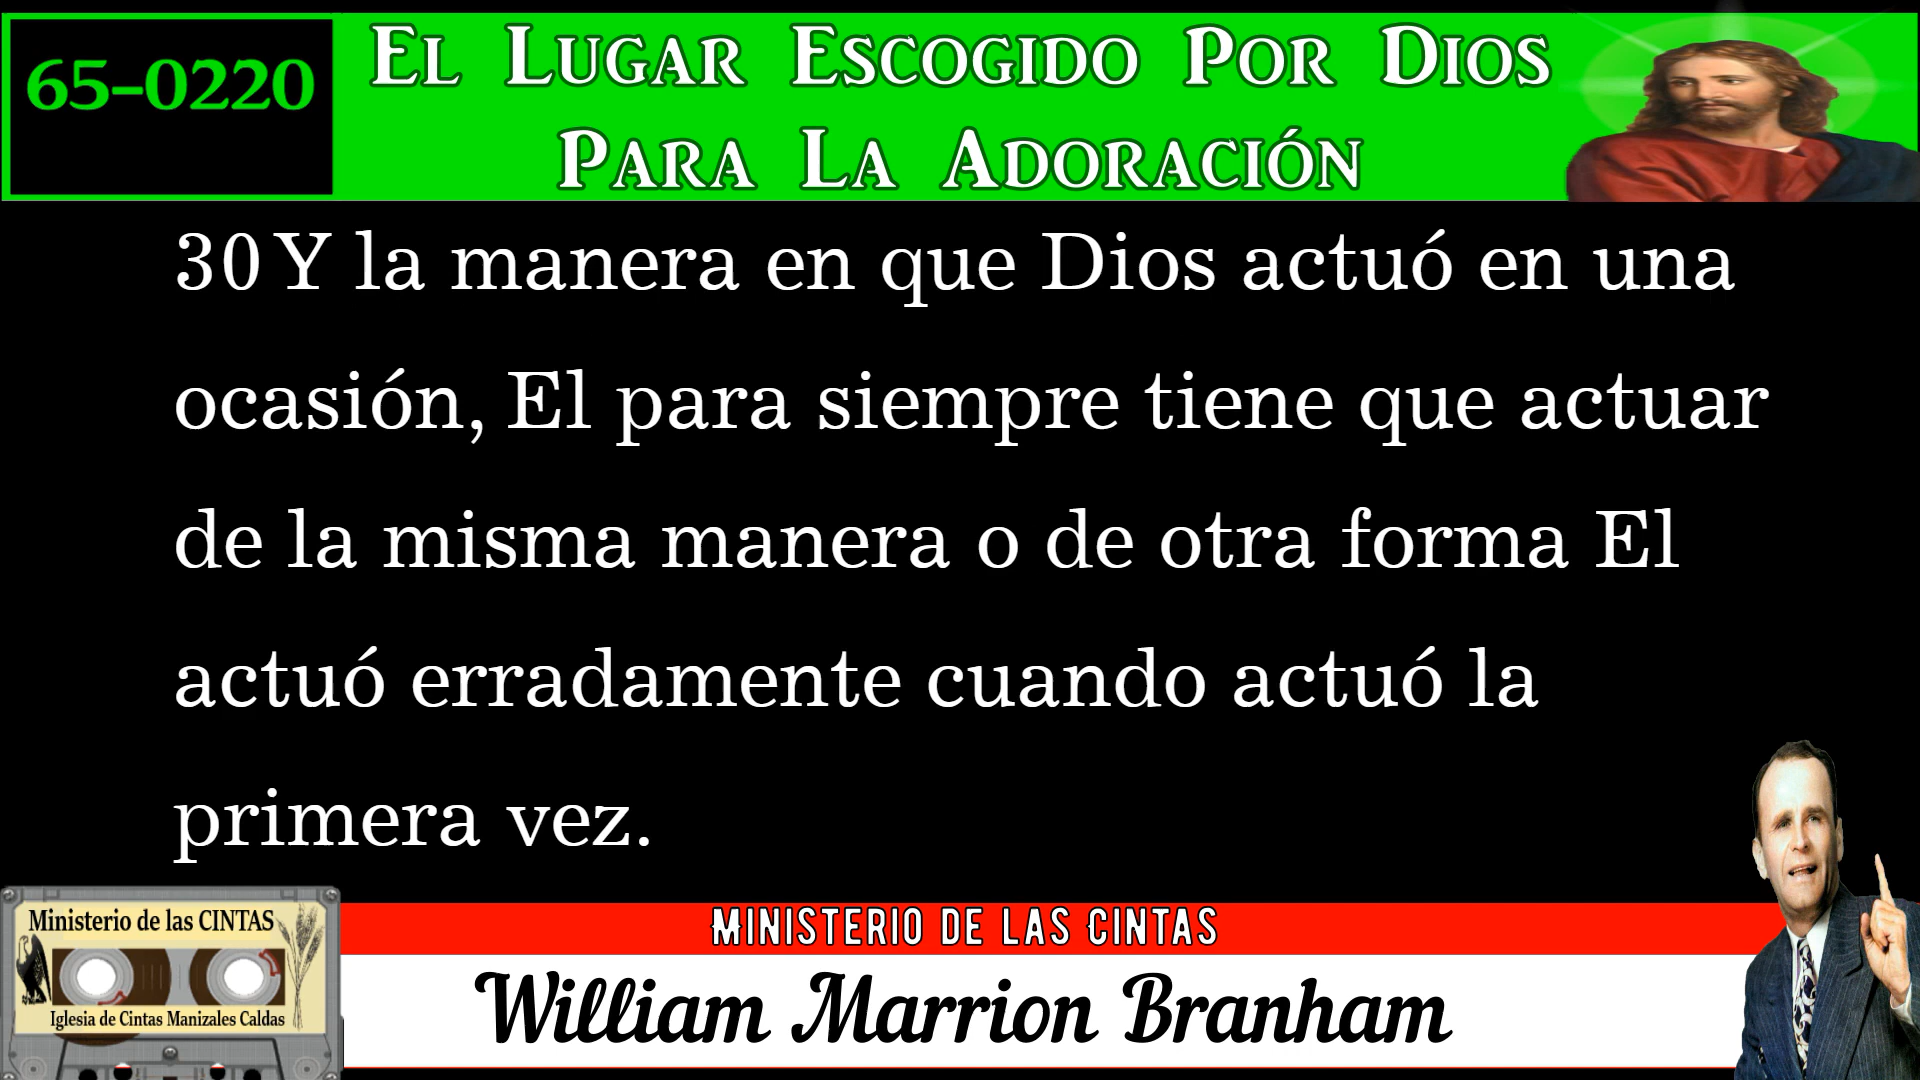 65-0220
El Lugar Escogido Por Dios
Para La Adoración
30 Y la manera en que Dios actuó en una
ocasión, El para siempre tiene que actuar
de la misma manera o de otra forma El
actuó erradamente cuando actuó la
primera vez.
Ministerio de las CINTAS
Iglesia de Cintas Manizales Caldas
MINISTERIO DE LAS CINTAS
William Marrion Branham